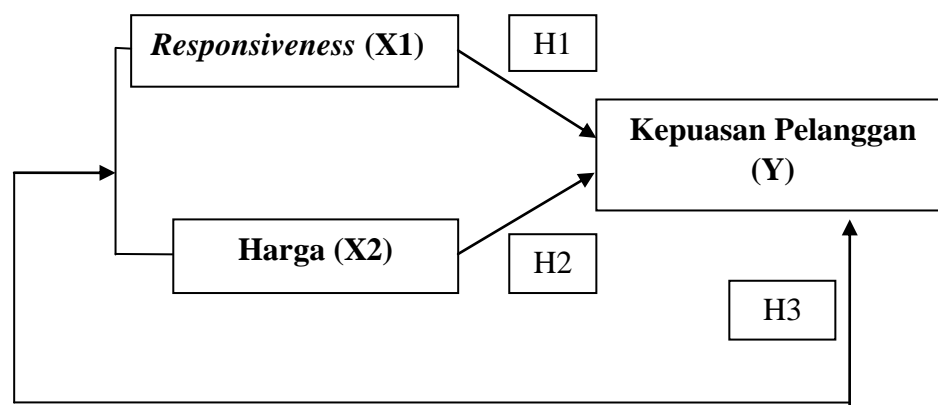 Responsiveness (X1)
H1
Kepuasan Pelanggan
(Y)
Harga (X2)
H2
H3